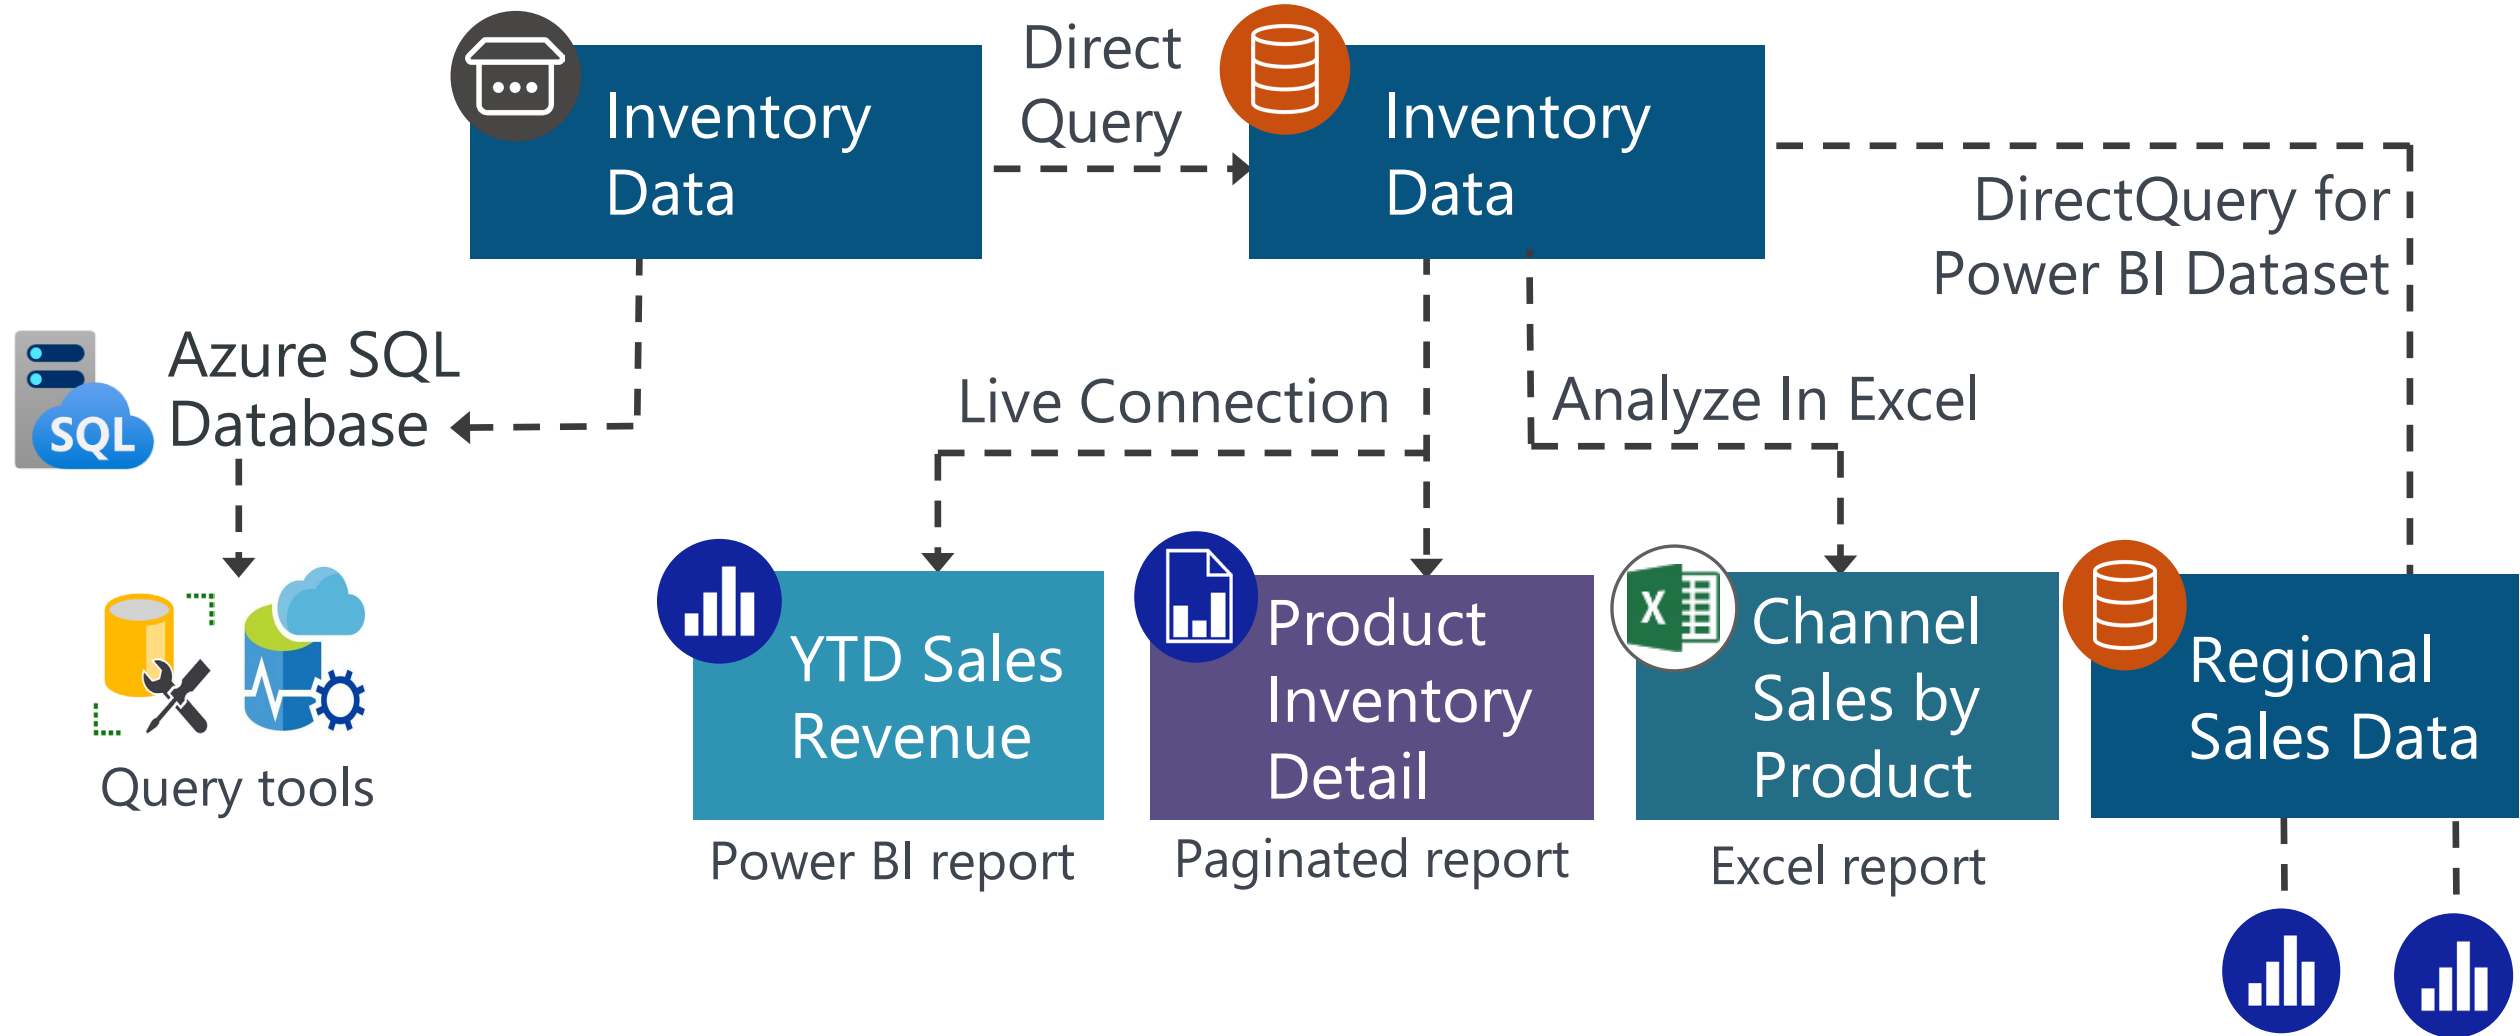 Inventory
Data
Direct
Query
Inventory
Data
DirectQuery for
Power BI Dataset
Azure SQL
Database
SQL
Live Connection
Analyze In Excel
Query tools
YTD Sales
Revenue
Power BI report
Product
Inventory
Detail
Paginated report
X
Channel
Sales by
Product
Excel report
Regional
Sales Data